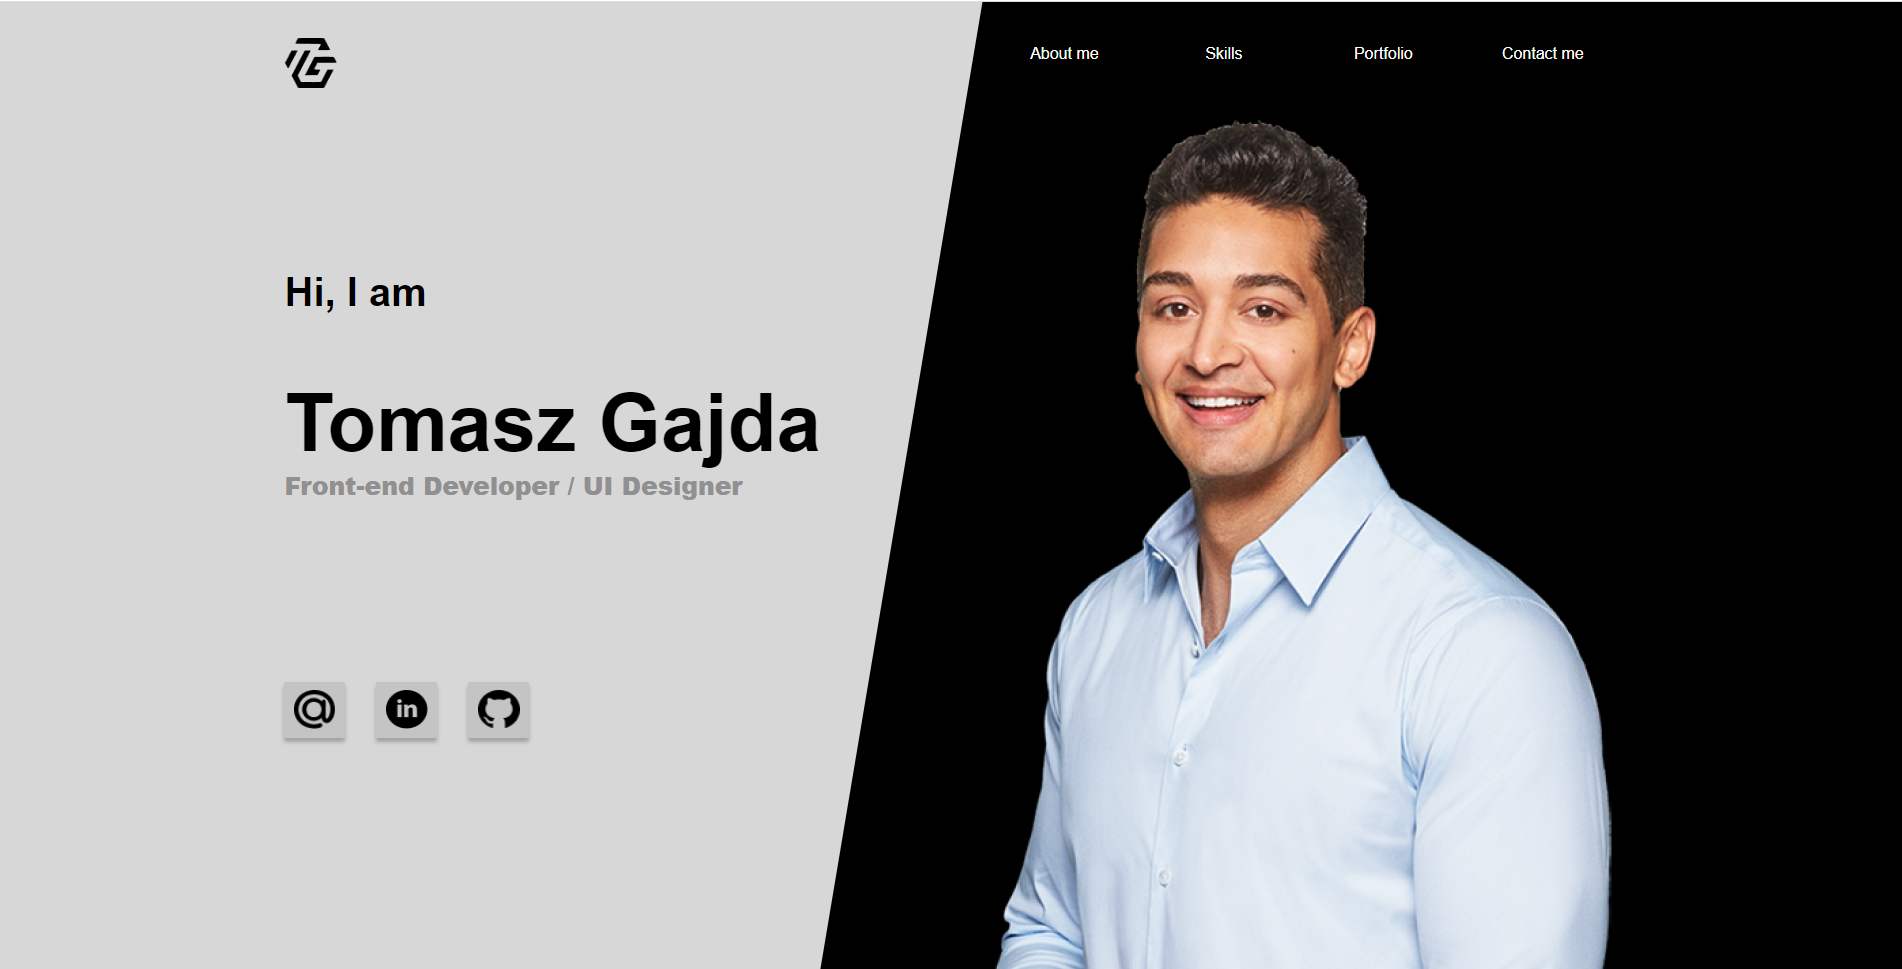 TG
About me
Skills
Portfolio
Contact me
Hi, I am
Tomasz Gajda
Front-end Developer / UI Designer
@
in